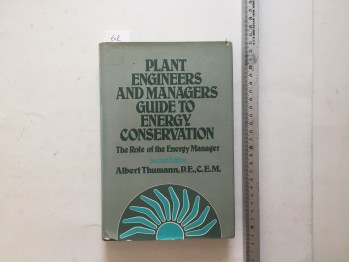 PLANT
ENGINEERS
AND MANAGERS
GUIDE TO
ENERGY
CONSERVATION
The Role of the Energy Manager
Second Edition
Albert Thumann, P.E., C.E.M.